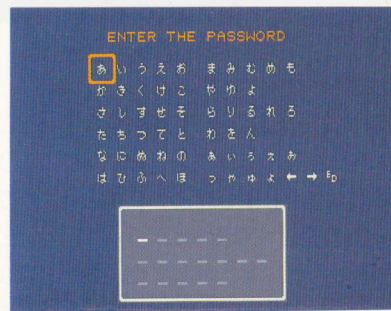 ENTER THE PASSWORD
あ い う え お ま み む め も
か き く け こ や ゆ よ
さ し す せ そ ら り る れ ろ
た ち つ て と わ を ん
な に ぬ ね の ぁ ぃ ぅ ぇ ぉ
は ひ ふ へ ほ っ ゃ ゅ ょ ← → ED